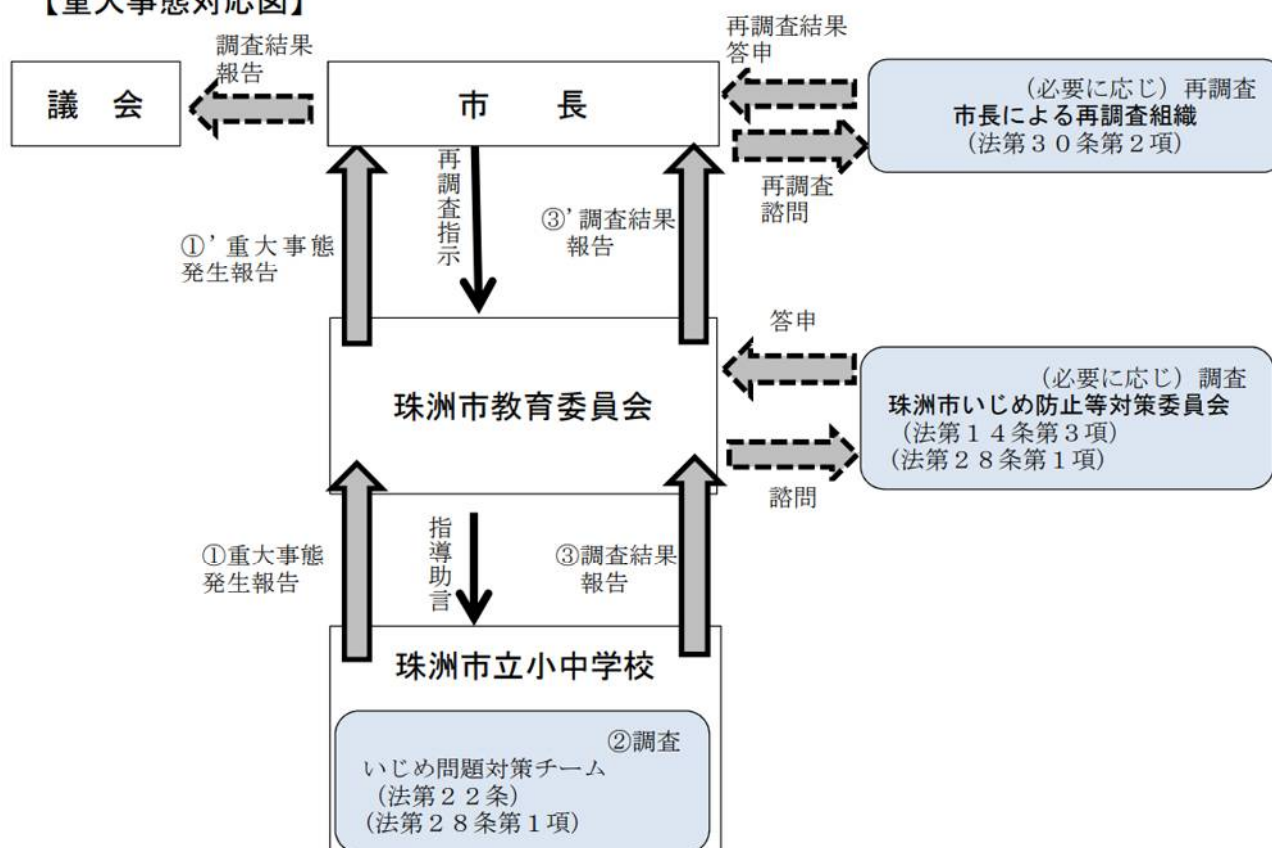 【重大事態対応図】
調査結果
報告
再調査結果
答申
議　会
市　　長
（必要に応じ）再調査
市長による再調査組織
（法第３０条第２項）
再調査
諮問
①’重大事態
発生報告
再調査指示
③’調査結果
報告
珠洲市教育委員会
答申
（必要に応じ）調査
珠洲市いじめ防止等対策委員会
（法第１４条第３項）
（法第２８条第１項）
諮問
①重大事態
発生報告
指導助言
③調査結果
報告
珠洲市立小中学校
②調査
いじめ問題対策チーム
（法第２２条）
（法第２８条第１項）